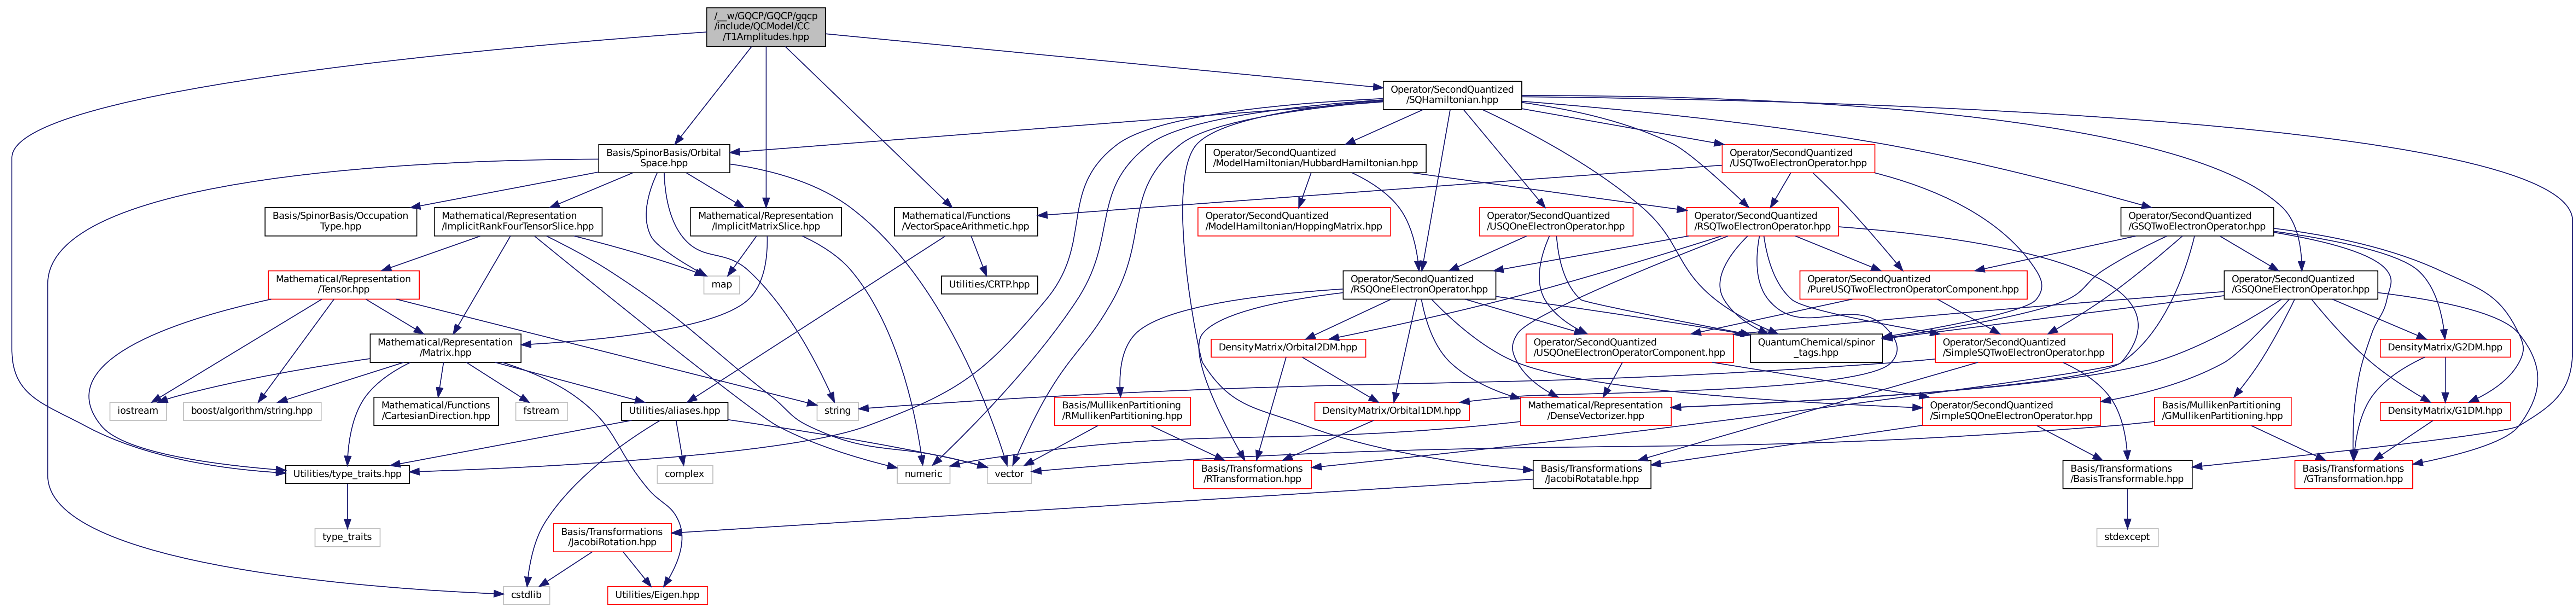 /__w/GQCP/GQCP/gqcp
/include/QCModel/CC
/T1Amplitudes.hpp
Operator/SecondQuantized
/SQHamiltonian.hpp
Basis/SpinorBasis/Orbital
Space.hpp
Operator/SecondQuantized
/ModelHamiltonian/HubbardHamiltonian.hpp
Operator/SecondQuantized
/USQTwoElectronOperator.hpp
Basis/SpinorBasis/Occupation
Type.hpp
Mathematical/Representation
/ImplicitRankFourTensorSlice.hpp
Mathematical/Representation
/ImplicitMatrixSlice.hpp
Mathematical/Functions
/VectorSpaceArithmetic.hpp
Operator/SecondQuantized
/ModelHamiltonian/HoppingMatrix.hpp
Operator/SecondQuantized
/USQOneElectronOperator.hpp
Operator/SecondQuantized
/RSQTwoElectronOperator.hpp
Operator/SecondQuantized
/GSQTwoElectronOperator.hpp
Mathematical/Representation
/Tensor.hpp
map
Utilities/CRTP.hpp
Operator/SecondQuantized
/RSQOneElectronOperator.hpp
Operator/SecondQuantized
/PureUSQTwoElectronOperatorComponent.hpp
Operator/SecondQuantized
/GSQOneElectronOperator.hpp
Mathematical/Representation
/Matrix.hpp
DensityMatrix/Orbital2DM.hpp
Operator/SecondQuantized
/USQOneElectronOperatorComponent.hpp
QuantumChemical/spinor
_tags.hpp
Operator/SecondQuantized
/SimpleSQTwoElectronOperator.hpp
DensityMatrix/G2DM.hpp
iostream
boost/algorithm/string.hpp
Mathematical/Functions
/CartesianDirection.hpp
fstream
Utilities/aliases.hpp
string
Basis/MullikenPartitioning
/RMullikenPartitioning.hpp
DensityMatrix/Orbital1DM.hpp
Mathematical/Representation
/DenseVectorizer.hpp
Operator/SecondQuantized
/SimpleSQOneElectronOperator.hpp
Basis/MullikenPartitioning
/GMullikenPartitioning.hpp
DensityMatrix/G1DM.hpp
Utilities/type_traits.hpp
complex
numeric
vector
Basis/Transformations
/RTransformation.hpp
Basis/Transformations
/JacobiRotatable.hpp
Basis/Transformations
/BasisTransformable.hpp
Basis/Transformations
/GTransformation.hpp
type_traits
Basis/Transformations
/JacobiRotation.hpp
stdexcept
cstdlib
Utilities/Eigen.hpp